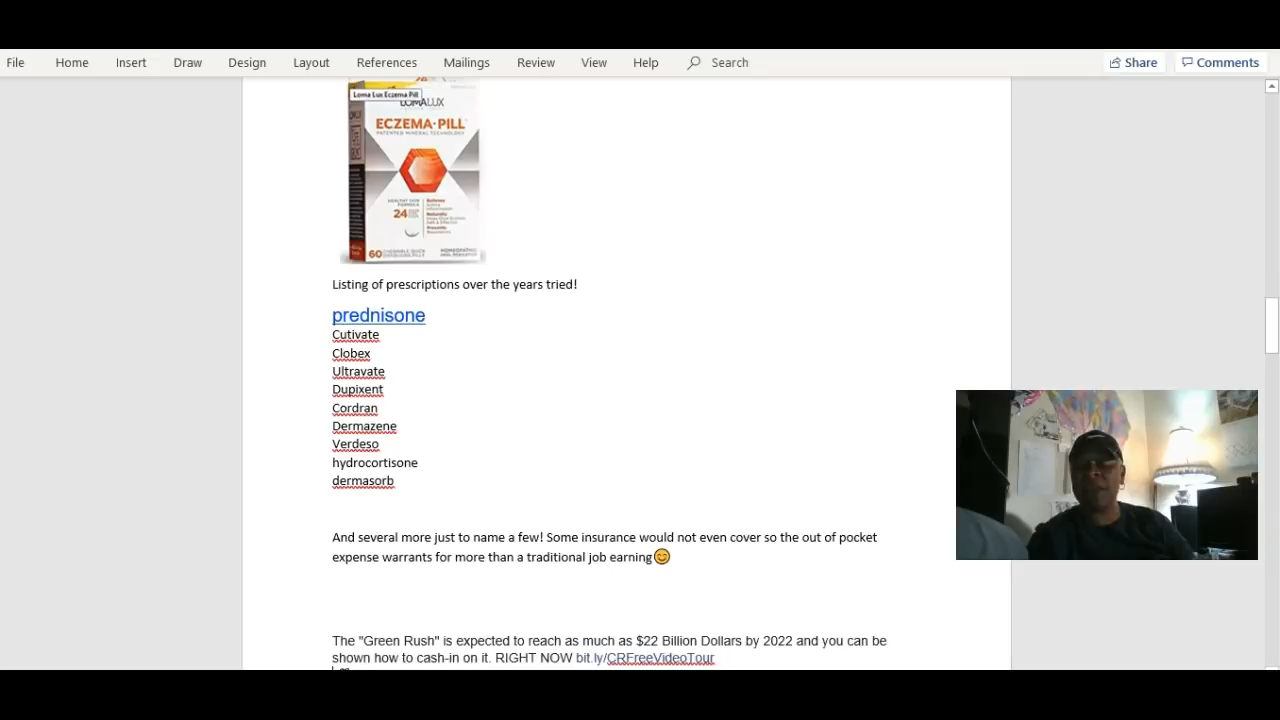 File Home Insert Draw Design Layout References Mailings Review View Help Search Share Comments
Loma Lux Eczema Pill
LOMALUX
ECZEMA·PILL
PATENTED MINERAL TECHNOLOGY
HEALTHY SKIN
FORMULA
24
60
Listing of prescriptions over the years tried!
prednisone
Cutivate
Clobex
Ultravate
Dupixent
Cordran
Dermazene
Verdeso
hydrocortisone
dermasorb
And several more just to name a few! Some insurance would not even cover so the out of pocket
expense warrants for more than a traditional job earning😊
The "Green Rush" is expected to reach as much as $22 Billion Dollars by 2022 and you can be
shown how to cash-in on it. RIGHT NOW bit.ly/CRFreeVideoTour